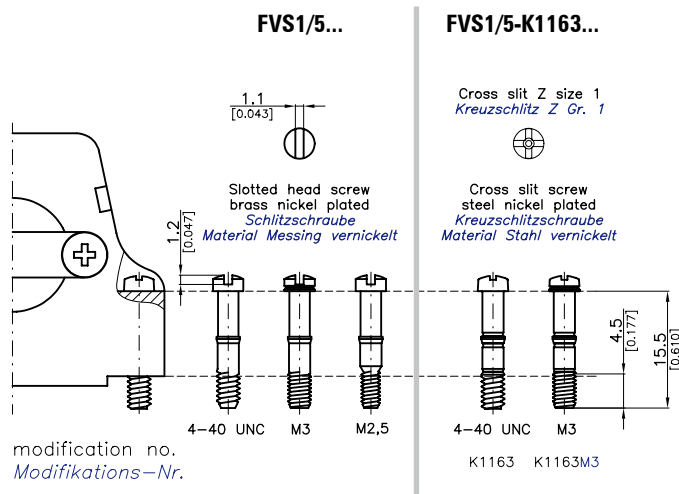 FVS1/5...
FVS1/5-K1163...
1.1
[0.043]
Slotted head screw
brass nickel plated
Schlitzschraube
Material Messing vernickelt
1.2
[0.047]
Cross slit Z size 1
Kreuzschlitz Z Gr. 1
Cross slit screw
steel nickel plated
Kreuzschlitzschraube
Material Stahl vernickelt
4.5
[0.177]
15.5
[0.610]
4-40 UNC M3 M2,5
4-40 UNC M3
K1163 K1163M3
modification no.
Modifikations-Nr.